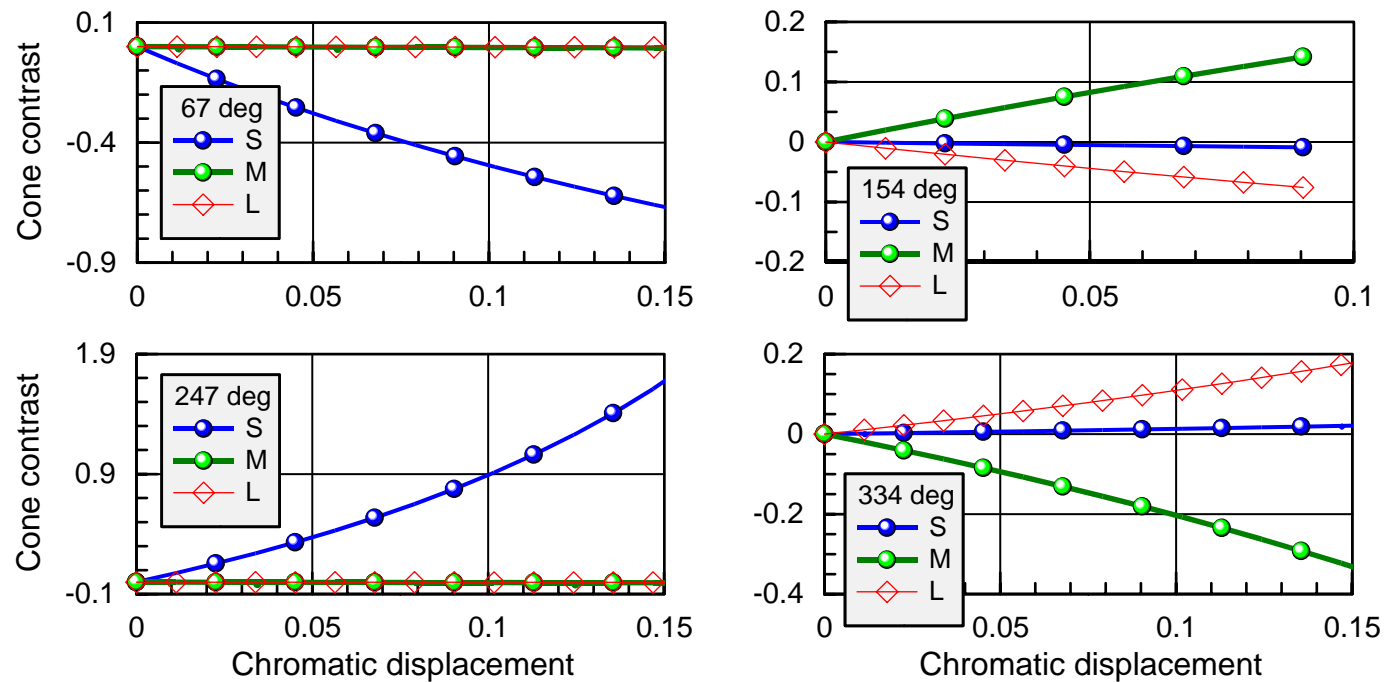 Cone contrast
0.1
-0.4
-0.9
67 deg
S
M
L
0 0.05 0.1 0.15
0.2
0.1
0
-0.1
-0.2
154 deg
S
M
L
0 0.05 0.1
Cone contrast
1.9
0.9
-0.1
247 deg
S
M
L
0 0.05 0.1 0.15
Chromatic displacement
0.2
0
-0.2
-0.4
334 deg
S
M
L
0 0.05 0.1 0.15
Chromatic displacement